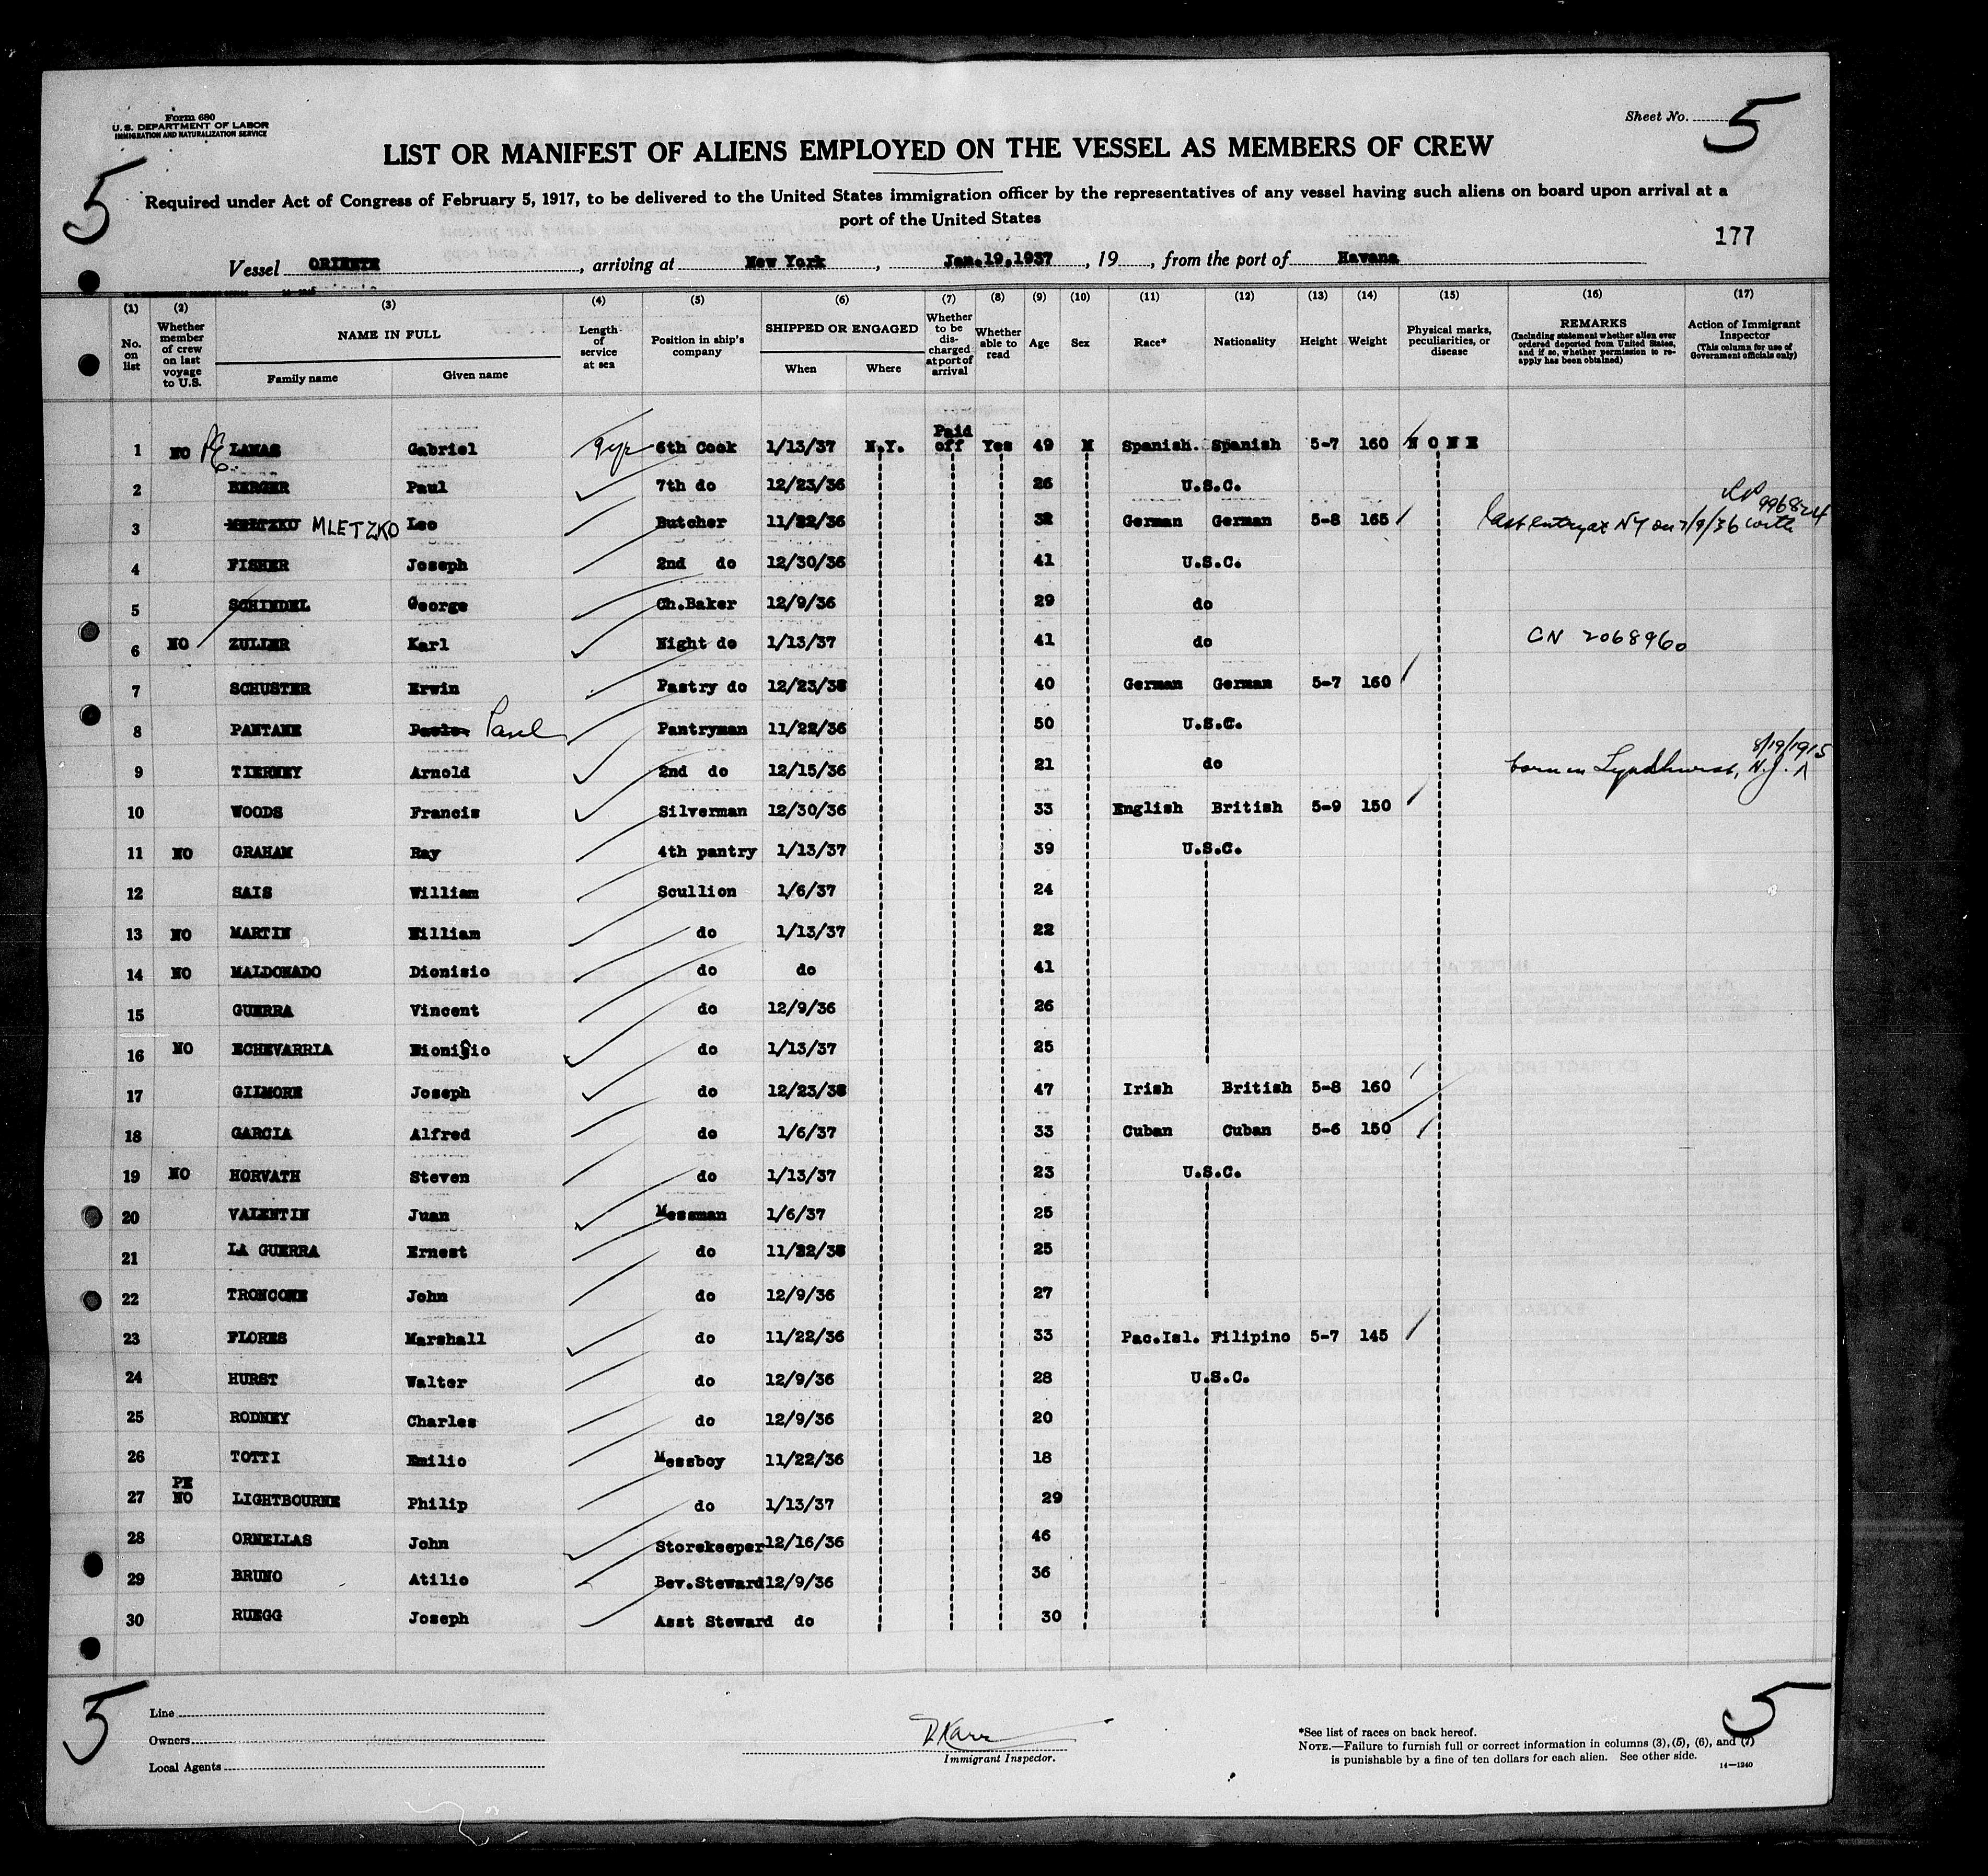 Form 680
U. S. DEPARTMENT OF LABOR
IMMIGRATION AND NATURALIZATION SERVICE
Sheet No. 5
5
LIST OR MANIFEST OF ALIENS EMPLOYED ON THE VESSEL AS MEMBERS OF CREW
Required under Act of Congress of February 5, 1917, to be delivered to the United States immigration officer by the representatives of any vessel having such aliens on board upon arrival at a
port of the United States
177
Vessel ORIENTE, arriving at New York, Jan.19,1937, 19 , from the port of Havana
(1) (2) (3) (4) (5) (6) (7) (8) (9) (10) (11) (12) (13) (14) (15) (16) (17)
No. on list
Whether member of crew on last voyage to U.S.
NAME IN FULL
Family name
Given name
Length of service at sea
Position in ship's company
SHIPPED OR ENGAGED
When
Where
Whether to be discharged at port of arrival
Whether able to read
Age
Sex
Race*
Nationality
Height
Weight
Physical marks, peculiarities, or disease
REMARKS
(Including statement whether alien ever ordered deported from United States, and if so, whether permission to reapply has been obtained)
Action of Immigrant Inspector
(This column for use of Government officials only)
1 NO PE LAMAS Gabriel 9yr 6th Cook 1/13/37 N.Y. Paid off Yes 49 M Spanish. Spanish 5-7 160 NONE
2 BERGER Paul 7th do 12/23/36 26 U.S.C.
3 MELTZKO MLETZKO Leo Butcher 11/22/36 32 German German 5-8 165 last entry at NY on 7/9/36 with RP 996824
4 FISHER Joseph 2nd do 12/30/36 41 U.S.C.
5 SCHINDEL George Ch.Baker 12/9/36 29 do
6 NO ZULLER Karl Night do 1/13/37 41 do CN 2068960
7 SCHUSTER Erwin Pastry do 12/23/36 40 German German 5-7 160
8 PANTANE Paolo Paul Pantryman 11/22/36 50 U.S.C.
9 TIERNEY Arnold 2nd do 12/15/36 21 do born in Lyndhurst, N.J. 8/19/1915
10 WOODS Francis Silverman 12/30/36 33 English British 5-9 150
11 NO GRAHAM Ray 4th pantry 1/13/37 39 U.S.C.
12 SAIS William Scullion 1/6/37 24
13 NO MARTIN William do 1/13/37 22
14 NO MALDONADO Dionisio do do 41
15 GUERRA Vincent do 12/9/36 26
16 NO ECHEVARRIA Dionisio do 1/13/37 25
17 GILMORE Joseph do 12/23/36 47 Irish British 5-8 160
18 GARCIA Alfred do 1/6/37 33 Cuban Cuban 5-6 150
19 NO HORVATH Steven do 1/13/37 23 U.S.C.
20 VALENTIN Juan Messman 1/6/37 25
21 LA GUERRA Ernest do 11/22/36 25
22 TRONCONE John do 12/9/36 27
23 FLORES Marshall do 11/22/36 33 Pac.Isl. Filipino 5-7 145
24 HURST Walter do 12/9/36 28 U.S.C.
25 RODNEY Charles do 12/9/36 20
26 TOTTI Emilio Messboy 11/22/36 18
27 PE NO LIGHTBOURNE Philip do 1/13/37 29
28 ORNELLAS John Storekeeper 12/16/36 46
29 BRUNO Atilio Bev.Steward 12/9/36 36
30 RUEGG Joseph Asst Steward do 30
5
5
Line
Owners
Local Agents
Immigrant Inspector.
*See list of races on back hereof.
NOTE.—Failure to furnish full or correct information in columns (3), (5), (6), and (7)
is punishable by a fine of ten dollars for each alien. See other side.
14—1240